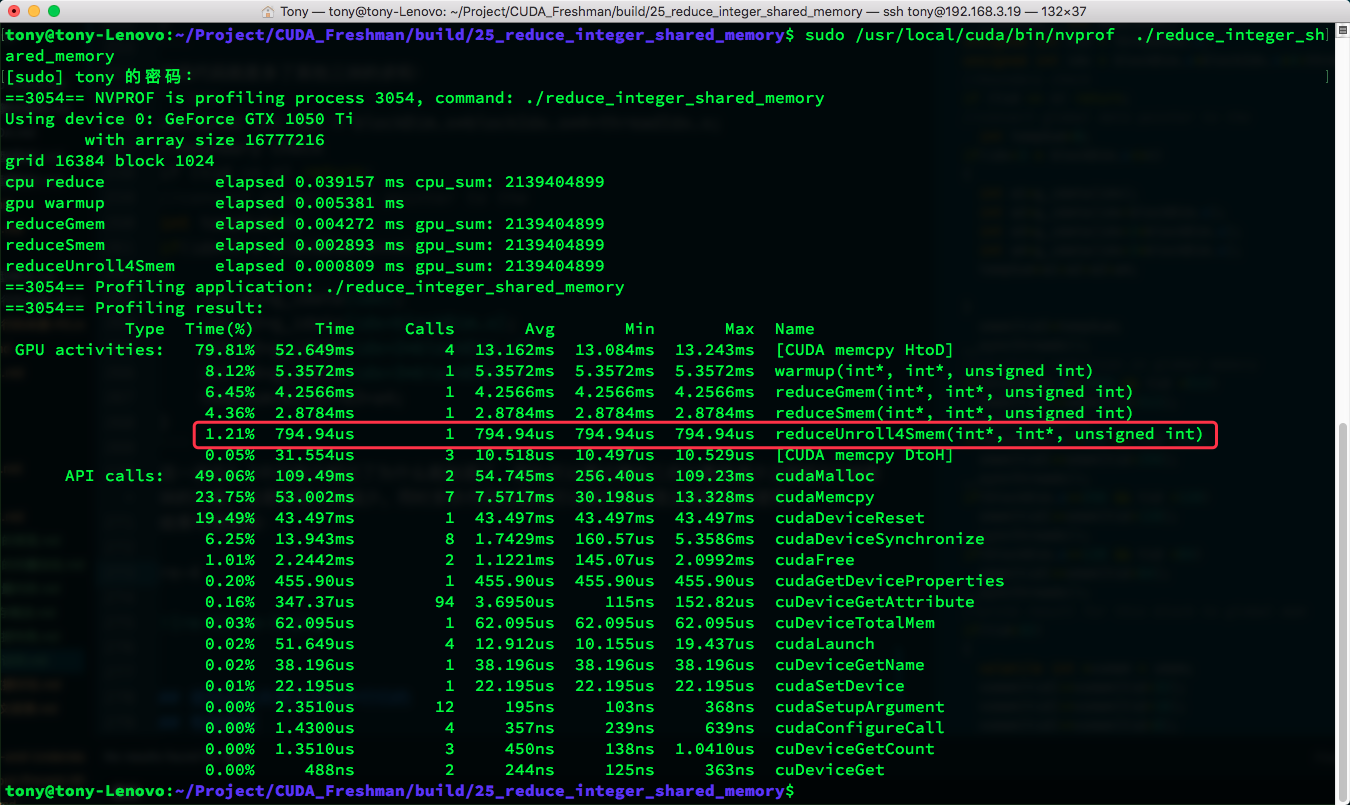 Tony — tony@tony-Lenovo: ~/Project/CUDA_Freshman/build/25_reduce_integer_shared_memory — ssh tony@192.168.3.19 — 132×37
[tony@tony-Lenovo:~/Project/CUDA_Freshman/build/25_reduce_integer_shared_memory$ sudo /usr/local/cuda/bin/nvprof  ./reduce_integer_sh]
ared_memory
[[sudo] tony 的密码： ]
==3054== NVPROF is profiling process 3054, command: ./reduce_integer_shared_memory
Using device 0: GeForce GTX 1050 Ti
with array size 16777216
grid 16384 block 1024
cpu reduce elapsed 0.039157 ms cpu_sum: 2139404899
gpu warmup elapsed 0.005381 ms
reduceGmem elapsed 0.004272 ms gpu_sum: 2139404899
reduceSmem elapsed 0.002893 ms gpu_sum: 2139404899
reduceUnroll4Smem elapsed 0.000809 ms gpu_sum: 2139404899
==3054== Profiling application: ./reduce_integer_shared_memory
==3054== Profiling result:
Type Time(%) Time Calls Avg Min Max Name
GPU activities: 79.81% 52.649ms 4 13.162ms 13.084ms 13.243ms [CUDA memcpy HtoD]
8.12% 5.3572ms 1 5.3572ms 5.3572ms 5.3572ms warmup(int*, int*, unsigned int)
6.45% 4.2566ms 1 4.2566ms 4.2566ms 4.2566ms reduceGmem(int*, int*, unsigned int)
4.36% 2.8784ms 1 2.8784ms 2.8784ms 2.8784ms reduceSmem(int*, int*, unsigned int)
1.21% 794.94us 1 794.94us 794.94us 794.94us reduceUnroll4Smem(int*, int*, unsigned int)
0.05% 31.554us 3 10.518us 10.497us 10.529us [CUDA memcpy DtoH]
API calls: 49.06% 109.49ms 2 54.745ms 256.40us 109.23ms cudaMalloc
23.75% 53.002ms 7 7.5717ms 30.198us 13.328ms cudaMemcpy
19.49% 43.497ms 1 43.497ms 43.497ms 43.497ms cudaDeviceReset
6.25% 13.943ms 8 1.7429ms 160.57us 5.3586ms cudaDeviceSynchronize
1.01% 2.2442ms 2 1.1221ms 145.07us 2.0992ms cudaFree
0.20% 455.90us 1 455.90us 455.90us 455.90us cudaGetDeviceProperties
0.16% 347.37us 94 3.6950us 115ns 152.82us cuDeviceGetAttribute
0.03% 62.095us 1 62.095us 62.095us 62.095us cuDeviceTotalMem
0.02% 51.649us 4 12.912us 10.155us 19.437us cudaLaunch
0.02% 38.196us 1 38.196us 38.196us 38.196us cuDeviceGetName
0.01% 22.195us 1 22.195us 22.195us 22.195us cudaSetDevice
0.00% 2.3510us 12 195ns 103ns 368ns cudaSetupArgument
0.00% 1.4300us 4 357ns 239ns 639ns cudaConfigureCall
0.00% 1.3510us 3 450ns 138ns 1.0410us cuDeviceGetCount
0.00% 488ns 2 244ns 125ns 363ns cuDeviceGet
tony@tony-Lenovo:~/Project/CUDA_Freshman/build/25_reduce_integer_shared_memory$